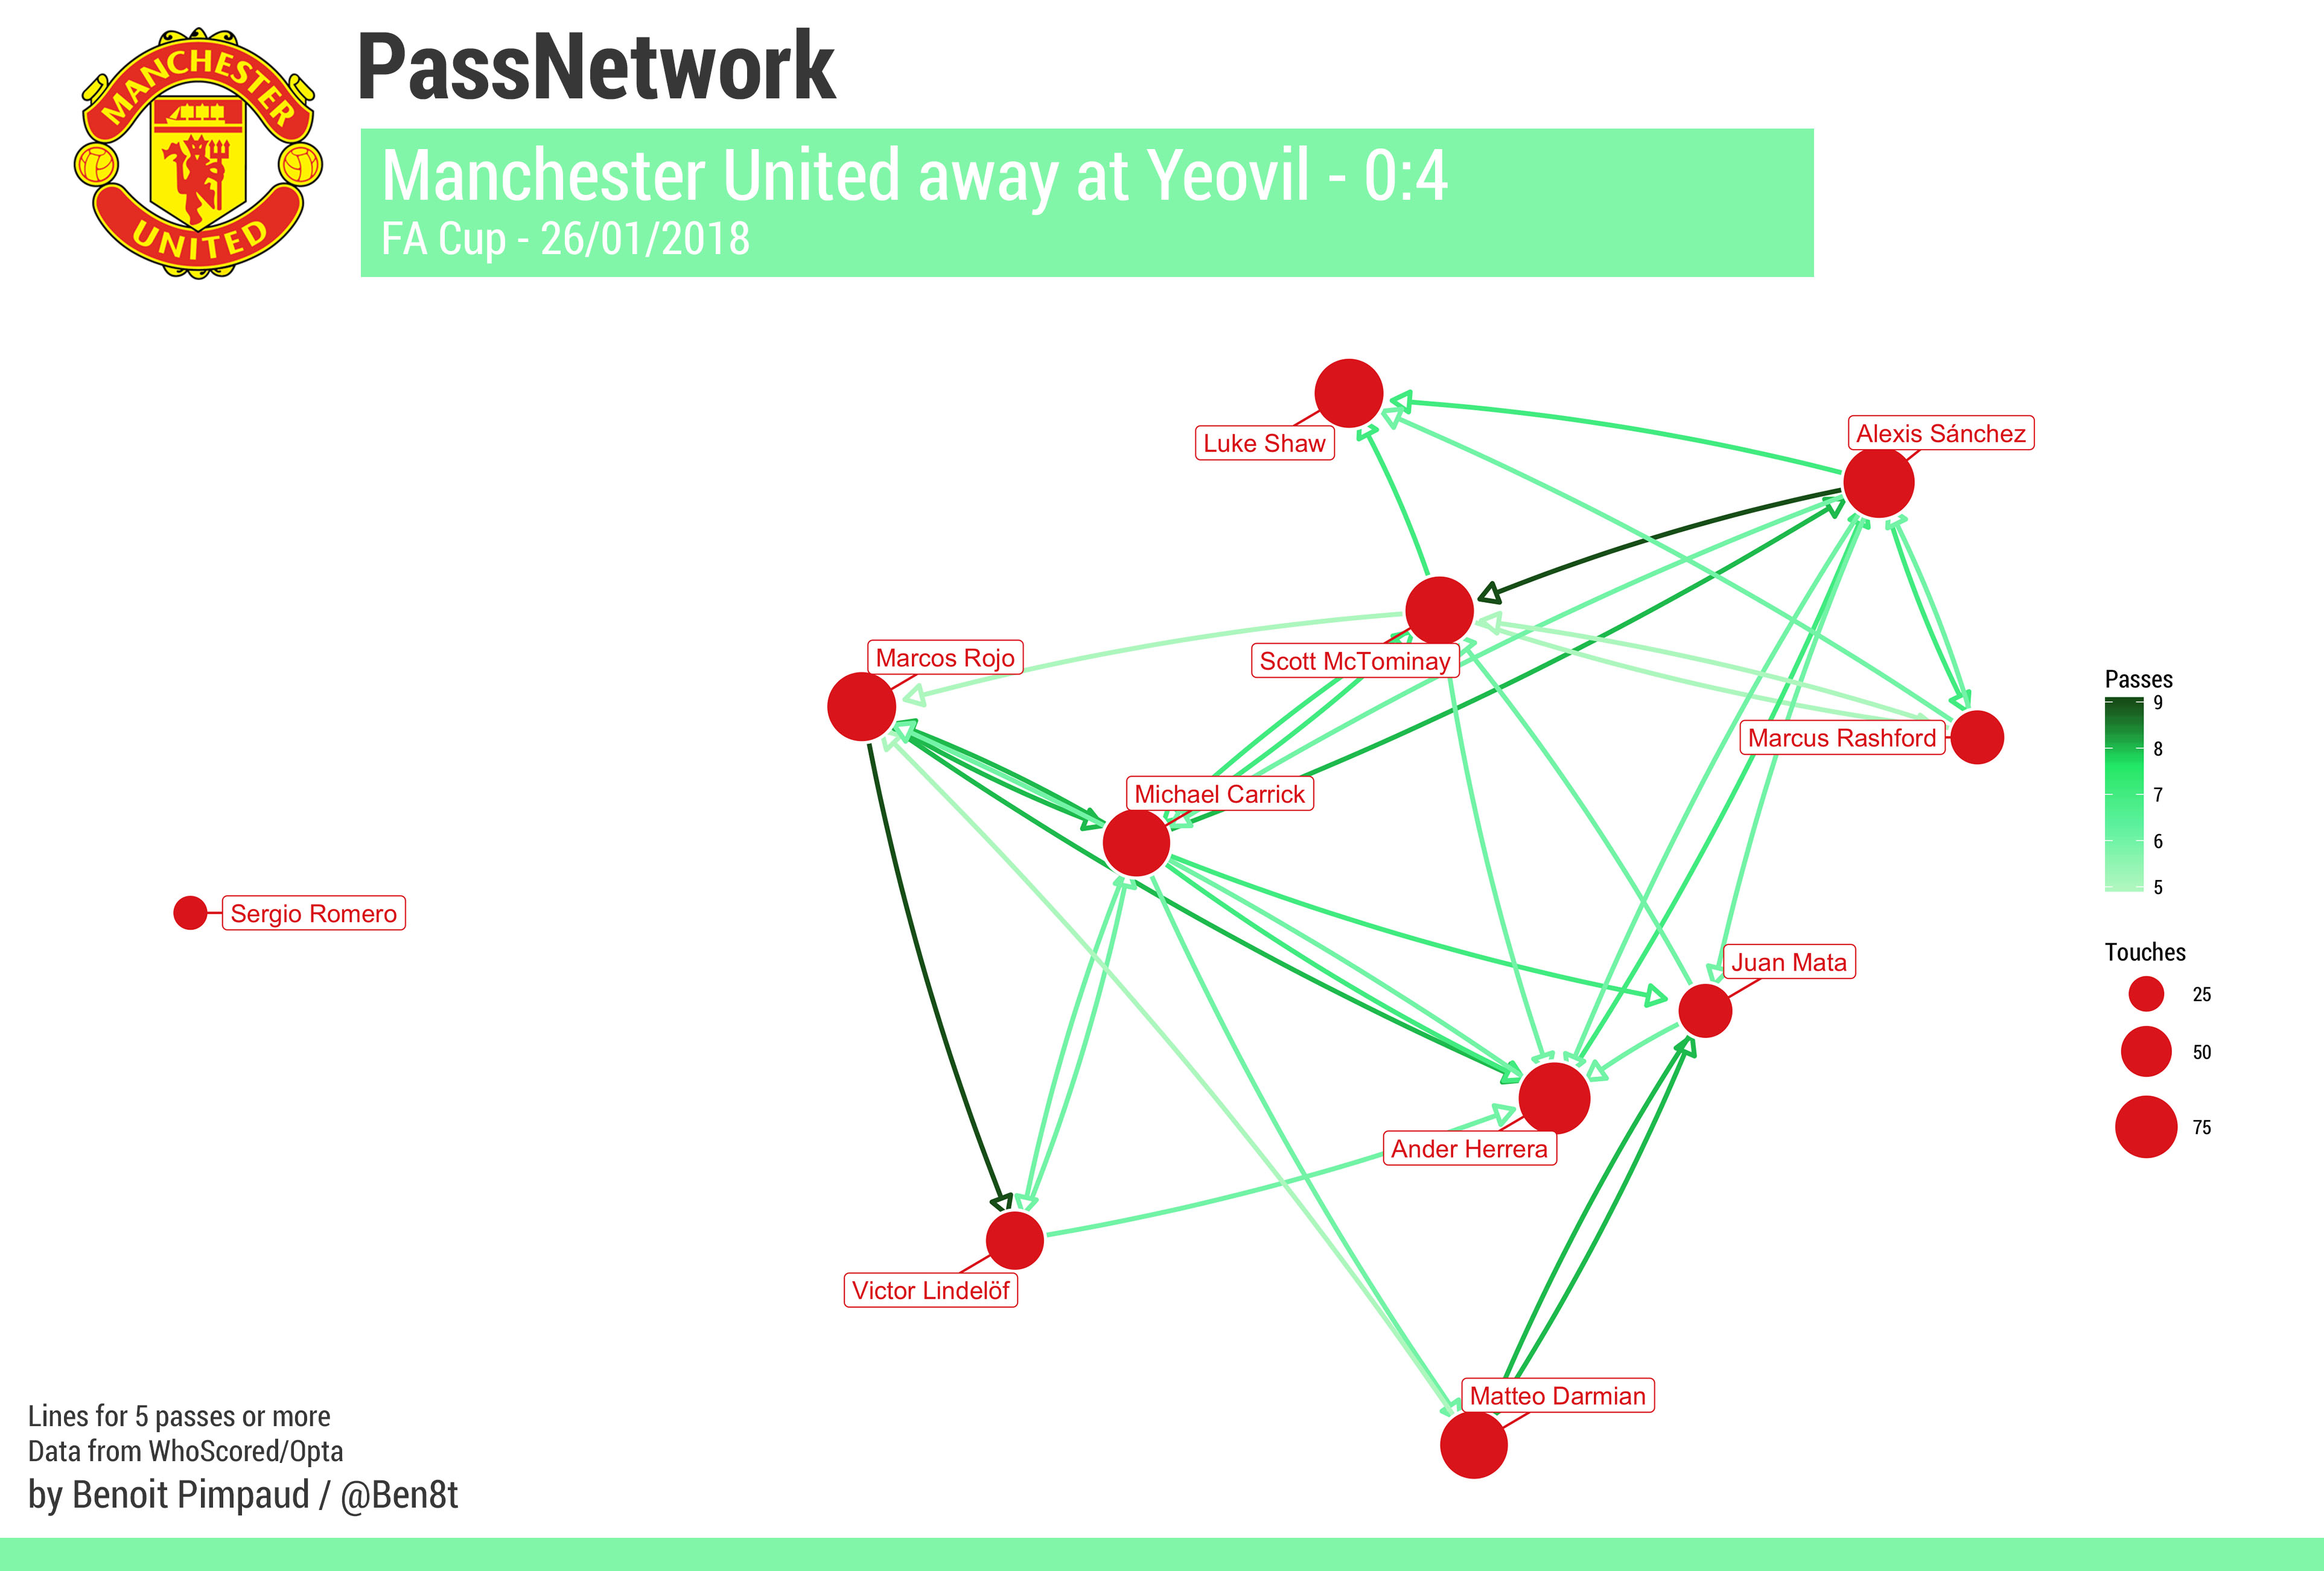 MANCHESTER
UNITED
PassNetwork
Manchester United away at Yeovil - 0:4
FA Cup - 26/01/2018
Luke Shaw
Alexis Sánchez
Scott McTominay
Marcos Rojo
Marcus Rashford
Michael Carrick
Sergio Romero
Juan Mata
Ander Herrera
Victor Lindelöf
Matteo Darmian
Passes
9
8
7
6
5
Touches
25
50
75
Lines for 5 passes or more
Data from WhoScored/Opta
by Benoit Pimpaud / @Ben8t